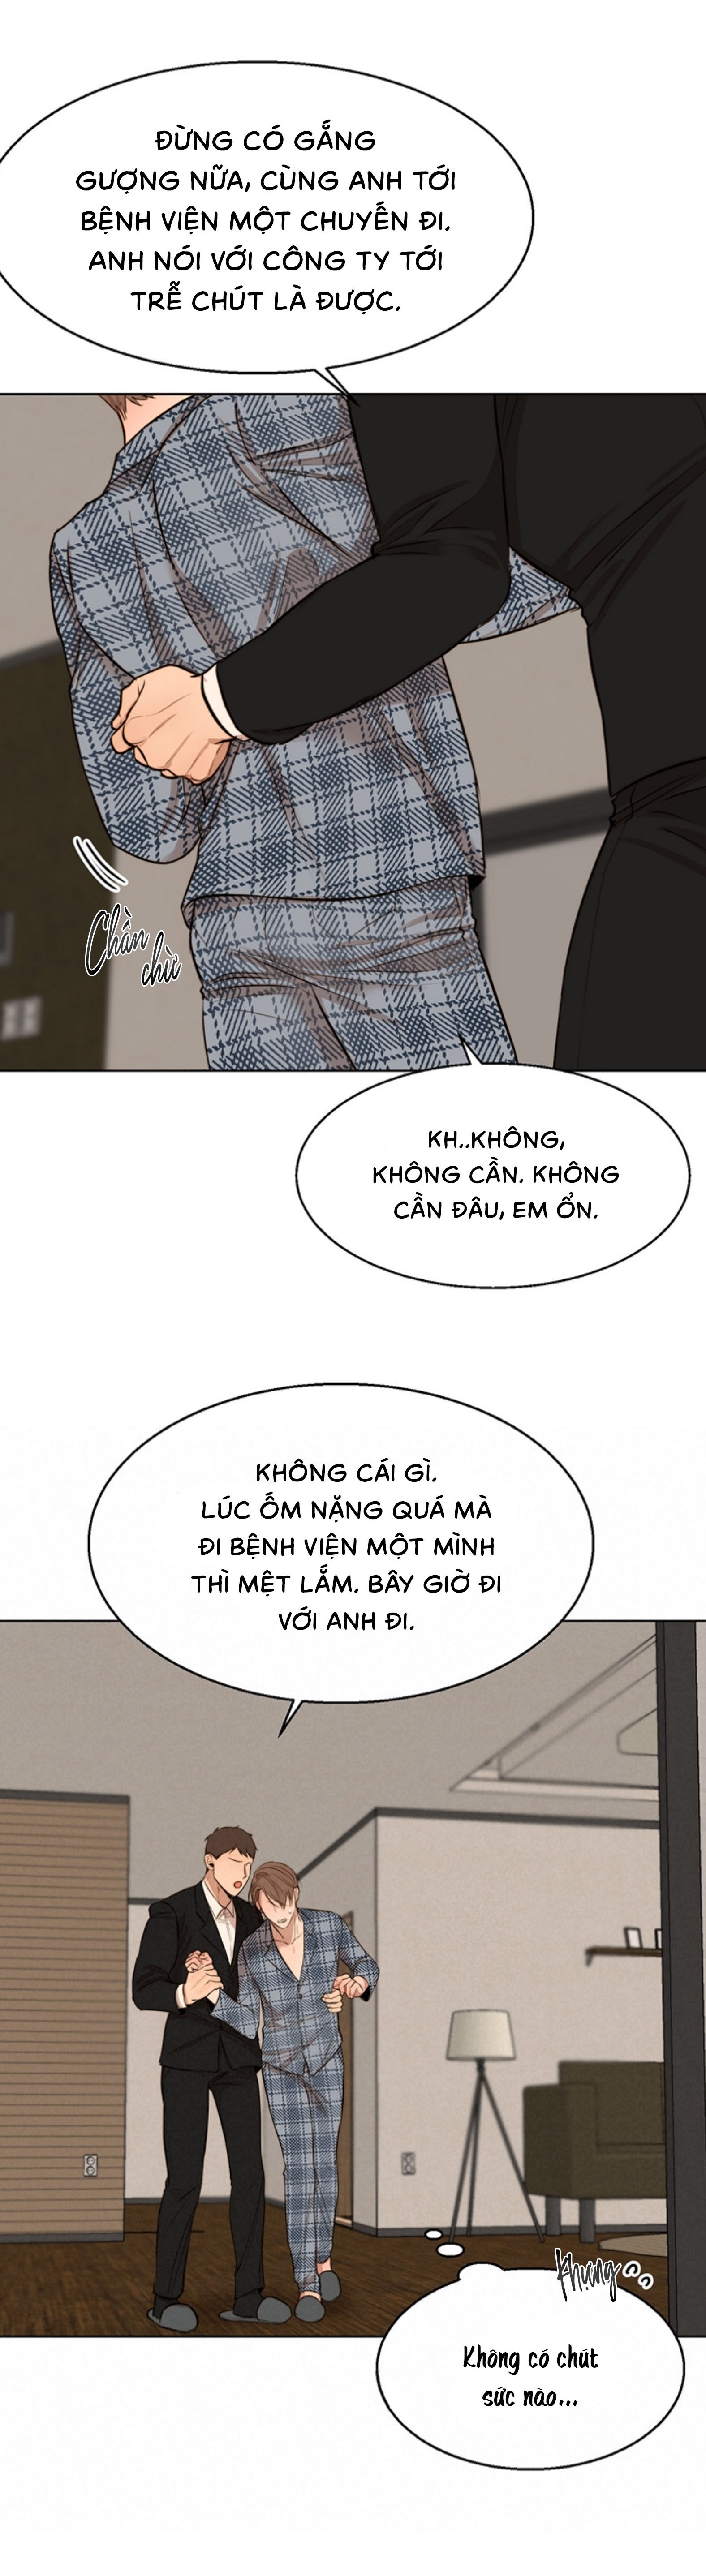 ĐỪNG CÓ GẮNG
GƯỢNG NỮA, CÙNG ANH TỚI
BỆNH VIỆN MỘT CHUYẾN ĐI.
ANH NÓI VỚI CÔNG TY TỚI
TRỄ CHÚT LÀ ĐƯỢC.
Chần
chừ
KH..KHÔNG,
KHÔNG CẦN. KHÔNG
CẦN ĐÂU, EM ỔN.
KHÔNG CÁI GÌ.
LÚC ỐM NẶNG QUÁ MÀ
ĐI BỆNH VIỆN MỘT MÌNH
THÌ MỆT LẮM. BÂY GIỜ ĐI
VỚI ANH ĐI.
Khựng
Không có chút
sức nào...